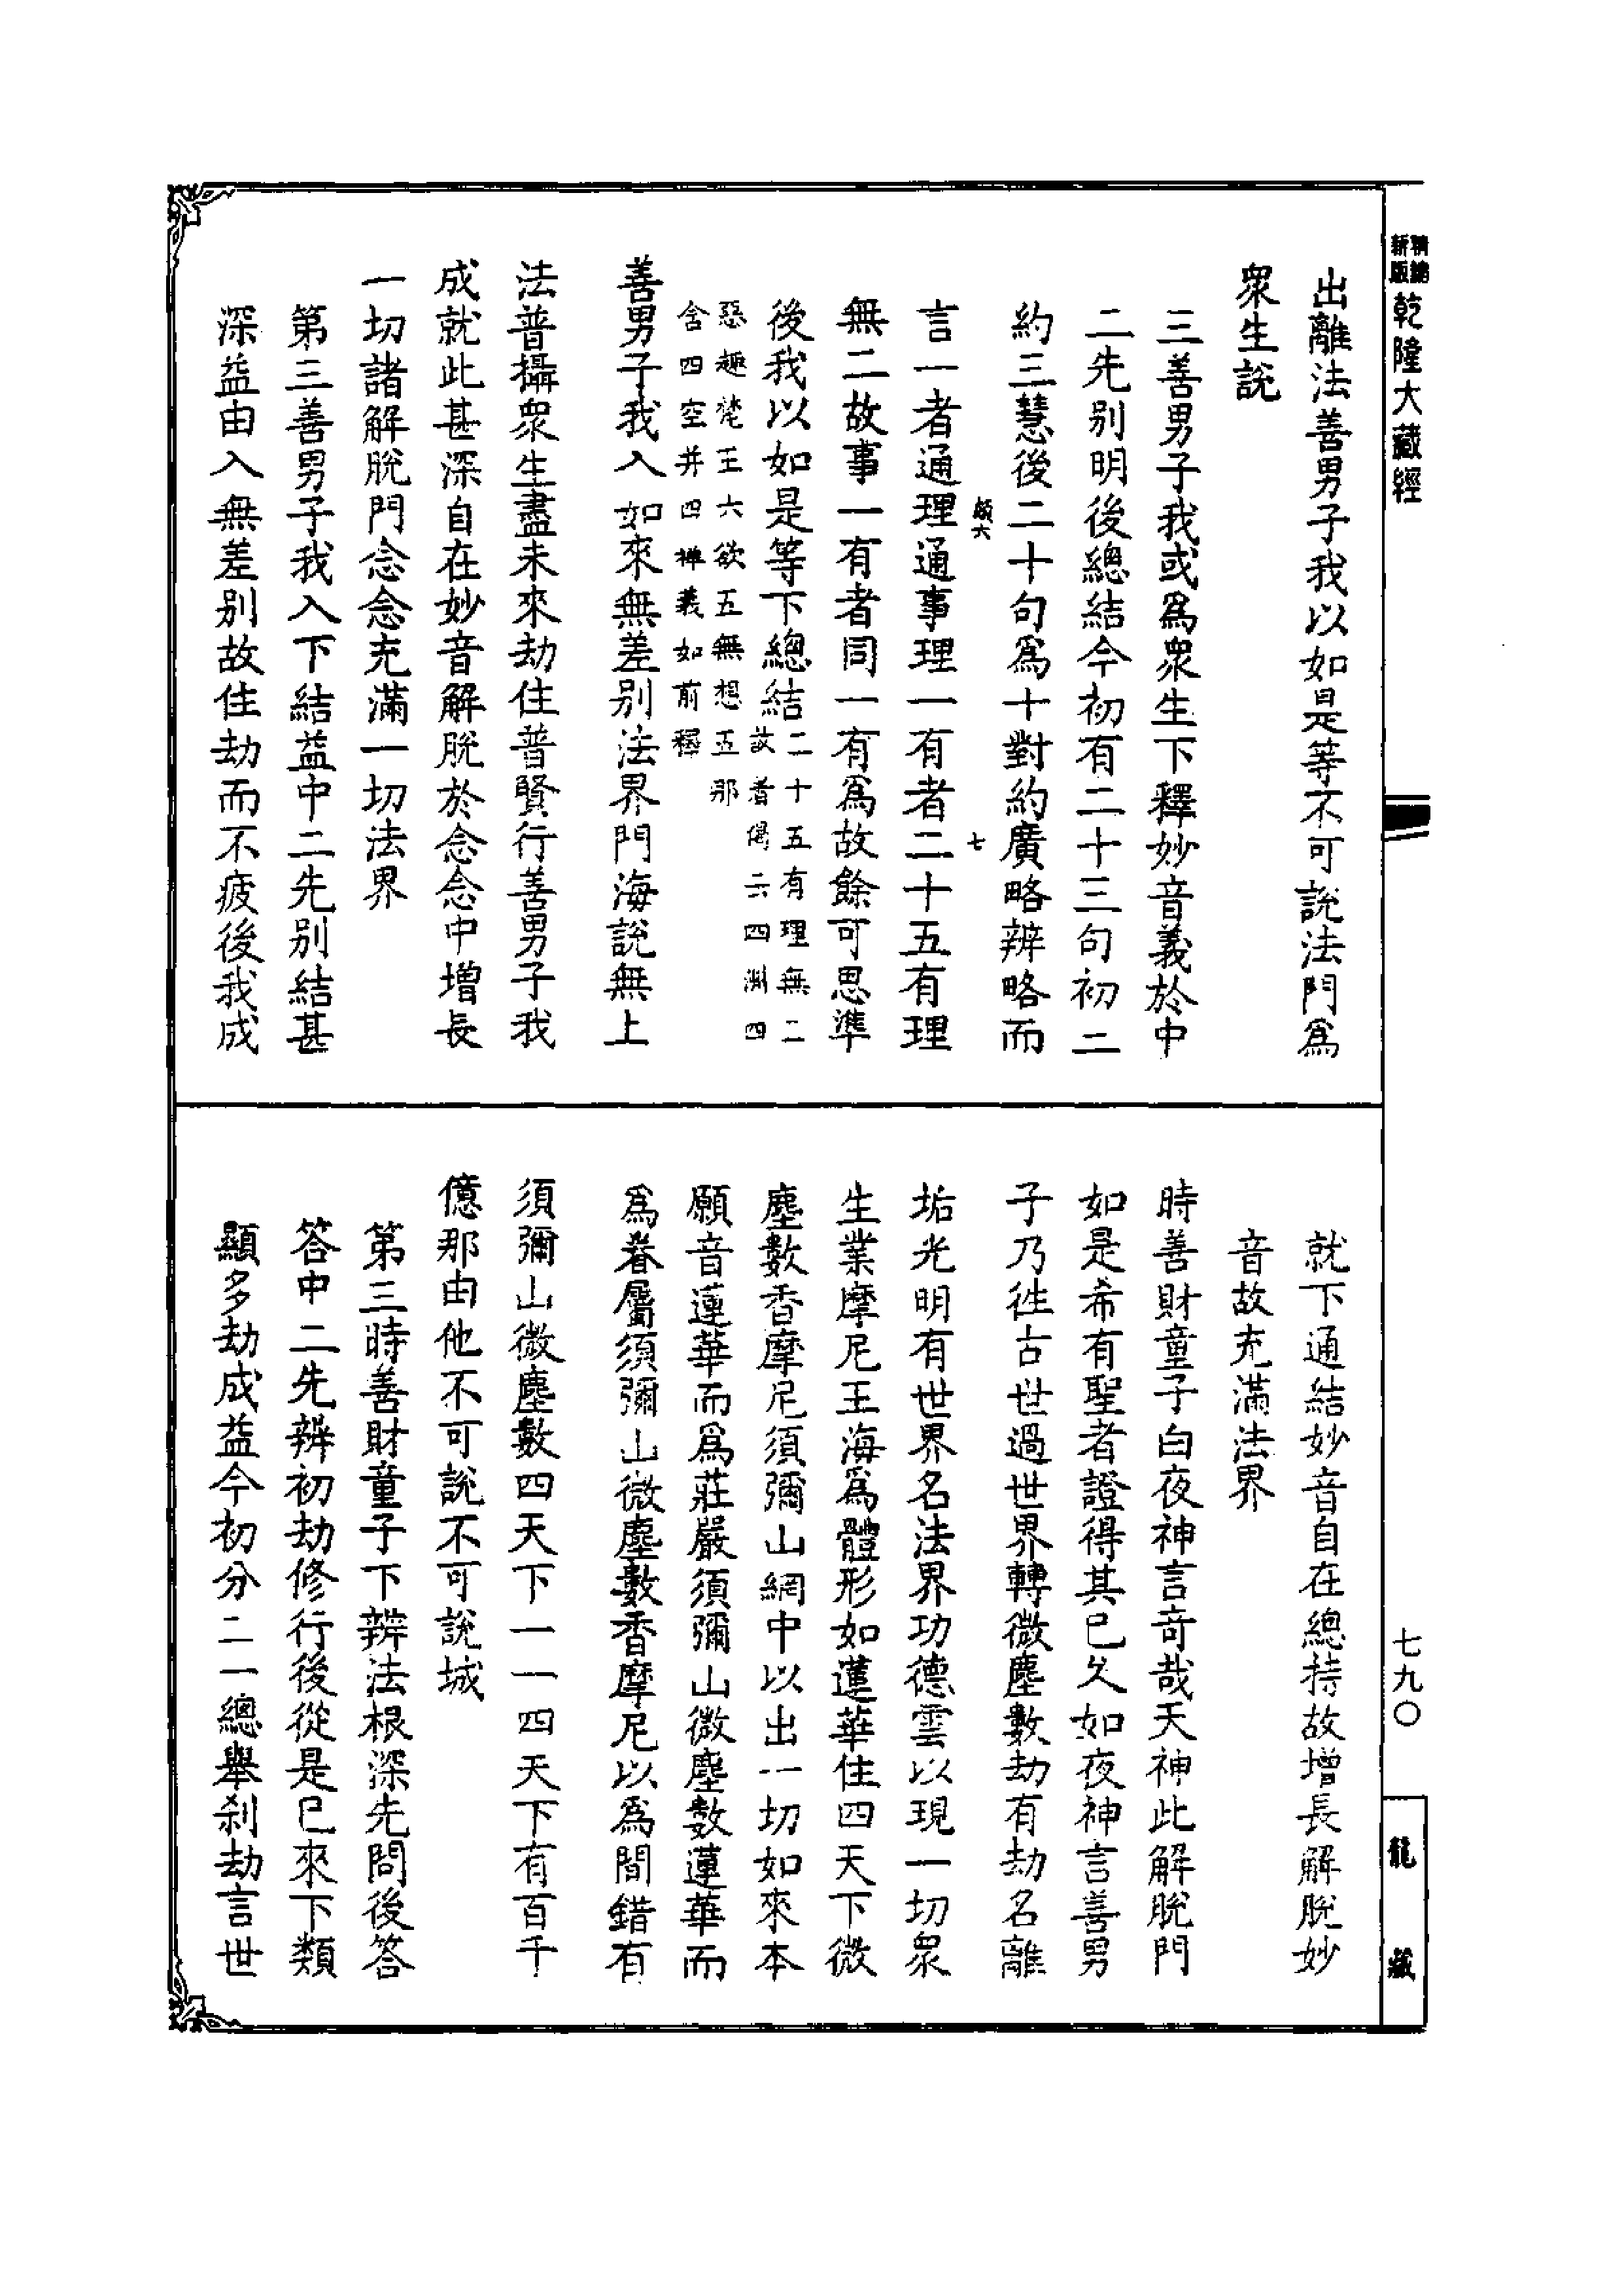 精繕
新版
乾隆大藏經
七九〇
龍藏
出離法善男子我以如是等不可說法門爲
眾生說
三善男子我或爲眾生下釋妙音義於中
二先別明後總結今初有二十三句初二
約三慧後二十句爲十對約廣略辨略而
六
七
言一者通理通事理一有者二十五有理
無二故事一有者同一有爲故餘可思準
後我以如是等下總結二十五有理無二
故者偈云四洲四
惡趣梵王六欲五無想五那
含四空并四禪義如前釋
善男子我入如來無差別法界門海說無上
法普攝眾生盡未來劫住普賢行善男子我
成就此甚深自在妙音解脫於念念中增長
一切諸解脫門念念充滿一切法界
第三善男子我入下結益中二先別結甚
深益由入無差別故住劫而不疲後我成
就下通結妙音自在總持故增長解脫妙
音故充滿法界
時善財童子白夜神言奇哉天神此解脫門
如是希有聖者證得其已久如夜神言善男
子乃徃古世過世界轉微塵數劫有劫名離
垢光明有世界名法界功德雲以現一切眾
生業摩尼王海爲體形如蓮華住四天下微
塵數香摩尼須彌山網中以出一切如來本
願音蓮華而爲莊嚴須彌山微塵數蓮華而
爲眷屬須彌山微塵數香摩尼以爲間錯有
須彌山微塵數四天下一一四天下有百千
億那由他不可說不可說城
第三時善財童子下辨法根深先問後答
答中二先辨初劫修行後從是已來下類
顯多劫成益今初分二一總舉刹劫言世